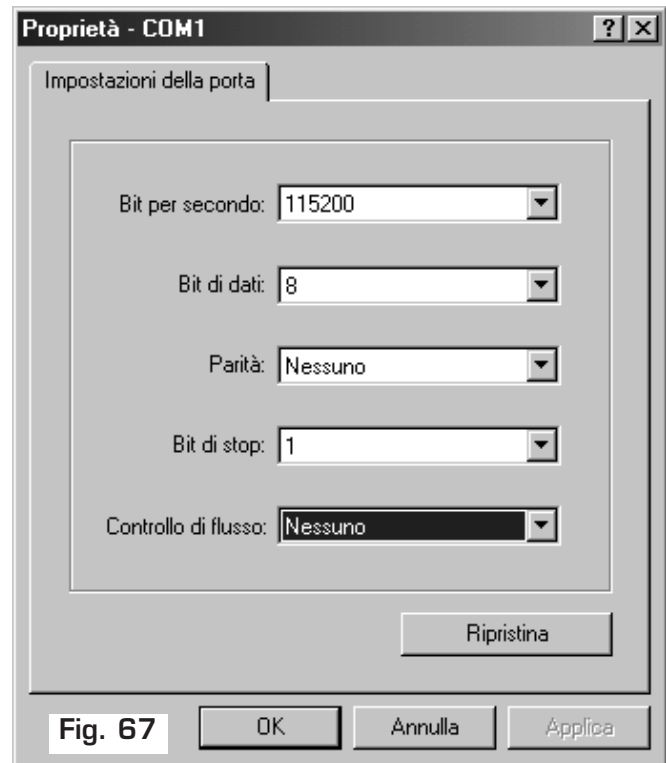 Proprietà - COM1
Impostazioni della porta
Bit per secondo: 115200
Bit di dati: 8
Parità: Nessuno
Bit di stop: 1
Controllo di flusso: Nessuno
Ripristina
Fig. 67 OK Annulla Applica